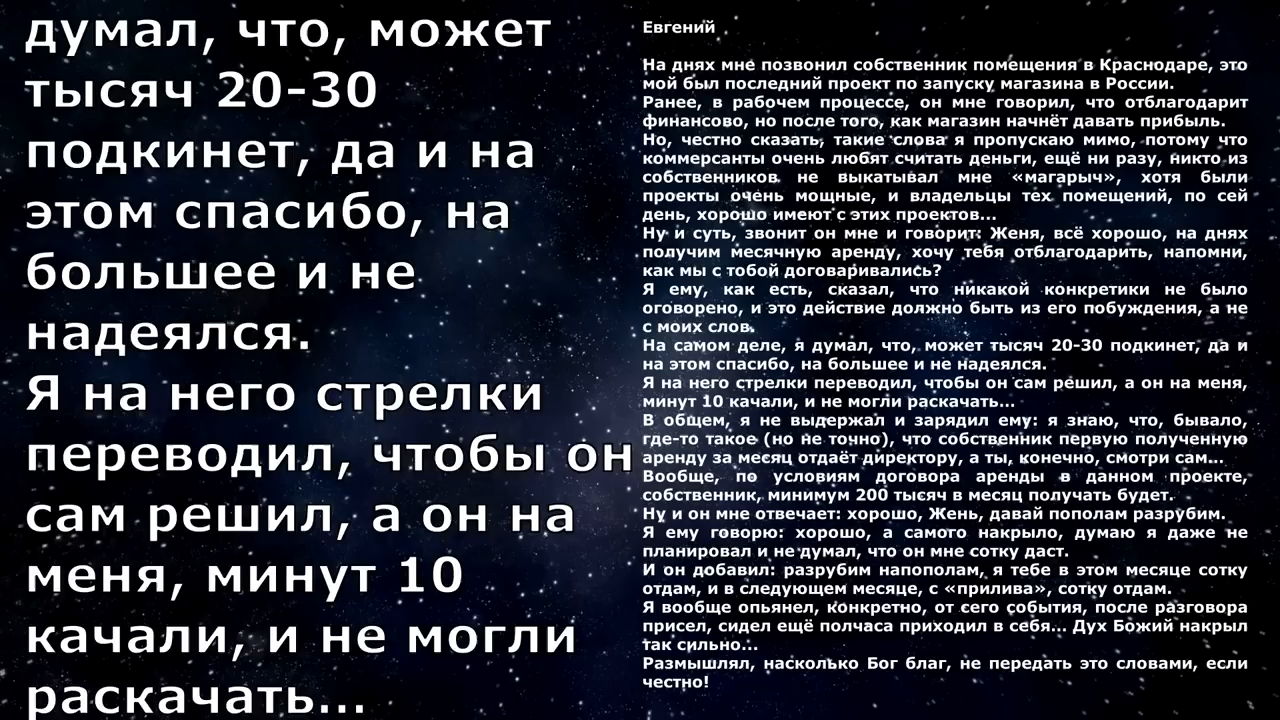 думал, что, может
тысяч 20-30
подкинет, да и на
этом спасибо, на
большее и не
надеялся.
Я на него стрелки
переводил, чтобы он
сам решил, а он на
меня, минут 10
качали, и не могли
раскачать...
Евгений
На днях мне позвонил собственник помещения в Краснодаре, это
мой был последний проект по запуску магазина в России.
Ранее, в рабочем процессе, он мне говорил, что отблагодарит
финансово, но после того, как магазин начнёт давать прибыль.
Но, честно сказать, такие слова я пропускаю мимо, потому что
коммерсанты очень любят считать деньги, ещё ни разу, никто из
собственников не выкатывал мне «магарыч», хотя были
проекты очень мощные, и владельцы тех помещений, по сей
день, хорошо имеют с этих проектов...
Ну и суть, звонит он мне и говорит: Женя, всё хорошо, на днях
получим месячную аренду, хочу тебя отблагодарить, напомни,
как мы с тобой договаривались?
Я ему, как есть, сказал, что никакой конкретики не было
оговорено, и это действие должно быть из его побуждения, а не
с моих слов.
На самом деле, я думал, что, может тысяч 20-30 подкинет, да и
на этом спасибо, на большее и не надеялся.
Я на него стрелки переводил, чтобы он сам решил, а он на меня,
минут 10 качали, и не могли раскачать...
В общем, я не выдержал и зарядил ему: я знаю, что, бывало,
где-то такое (но не точно), что собственник первую полученную
аренду за месяц отдаёт директору, а ты, конечно, смотри сам...
Вообще, по условиям договора аренды в данном проекте,
собственник, минимум 200 тысяч в месяц получать будет.
Ну и он мне отвечает: хорошо, Жень, давай пополам разрубим.
Я ему говорю: хорошо, а самого накрыло, думаю я даже не
планировал и не думал, что он мне сотку даст.
И он добавил: разрубим напополам, я тебе в этом месяце сотку
отдам, и в следующем месяце, с «прилива», сотку отдам.
Я вообще опьянел, конкретно, от сего события, после разговора
присел, сидел ещё полчаса приходил в себя... Дух Божий накрыл
так сильно...
Размышлял, насколько Бог благ, не передать это словами, если
честно!